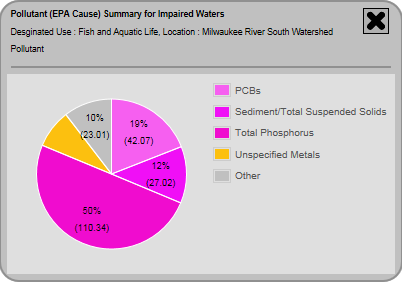 Pollutant (EPA Cause) Summary for Impaired Waters
Desginated Use : Fish and Aquatic Life, Location : Milwaukee River South Watershed
Pollutant
PCBs
Sediment/Total Suspended Solids
Total Phosphorus
Unspecified Metals
Other
10%
(23.01)
19%
(42.07)
12%
(27.02)
50%
(110.34)